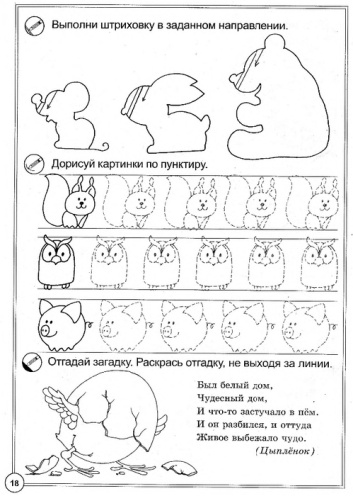 Выполни штриховку в заданном направлении.
Дорисуй картинки по пунктиру.
Отгадай загадку. Раскрась отгадку, не выходя за линии.
Был белый дом,
Чудесный дом,
И что-то застучало в нём.
И он разбился, и оттуда
Живое выбежало чудо.
(Цыплёнок)
18